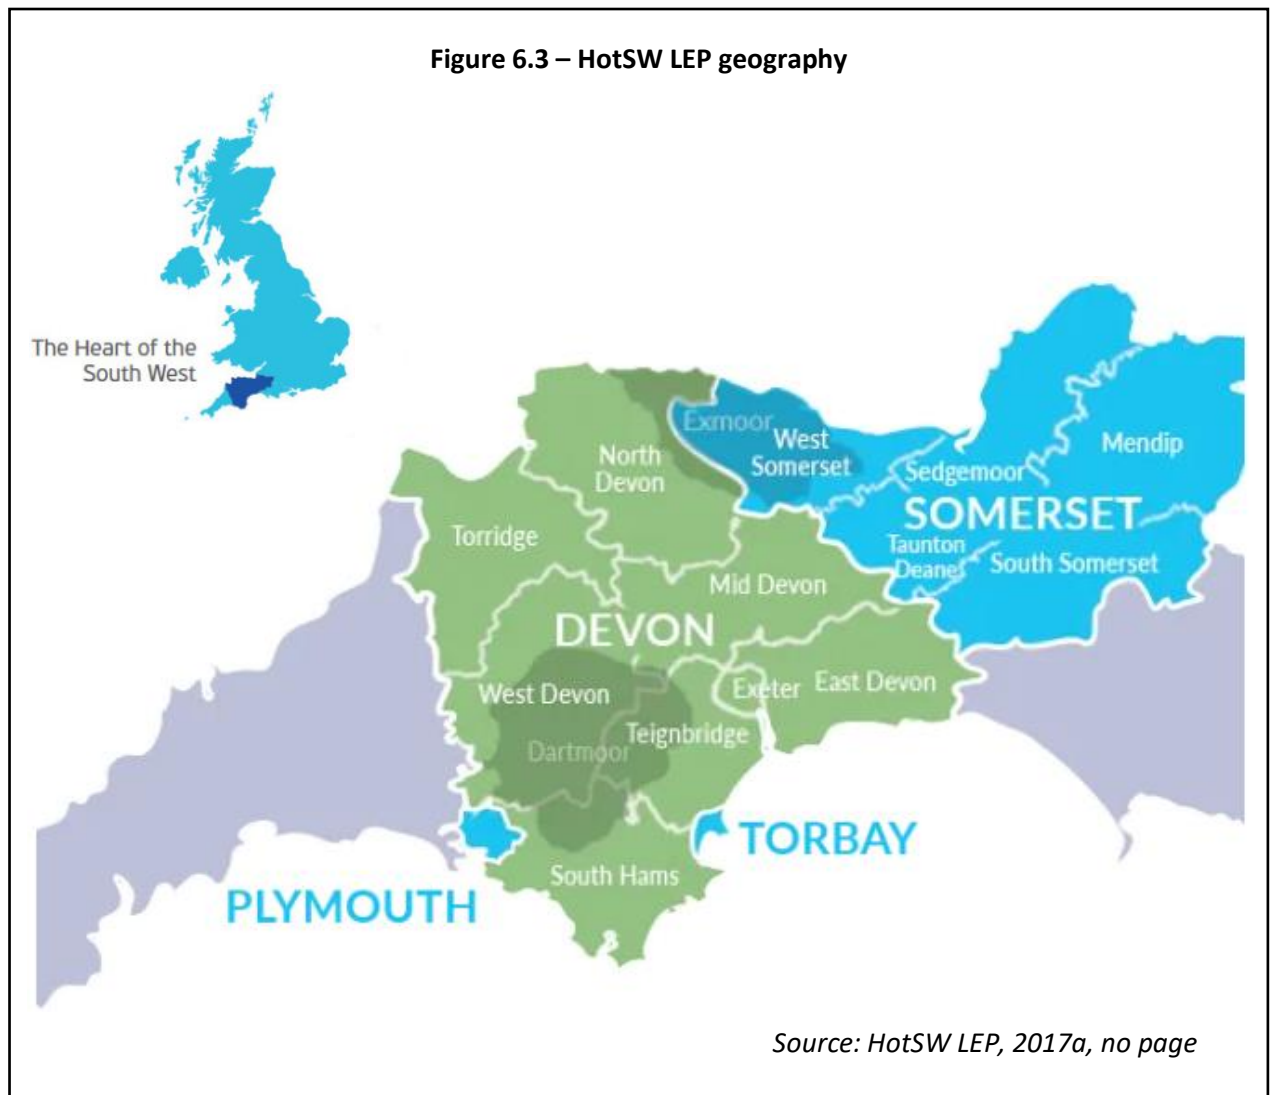 Figure 6.3 – HotSW LEP geography
The Heart of the
South West
Exmoor
West
Somerset
Mendip
Sedgemoor
SOMERSET
Taunton
Deane
South Somerset
North
Devon
Torridge
Mid Devon
DEVON
West Devon
Exeter
East Devon
Teignbridge
Dartmoor
TORBAY
South Hams
PLYMOUTH
Source: HotSW LEP, 2017a, no page